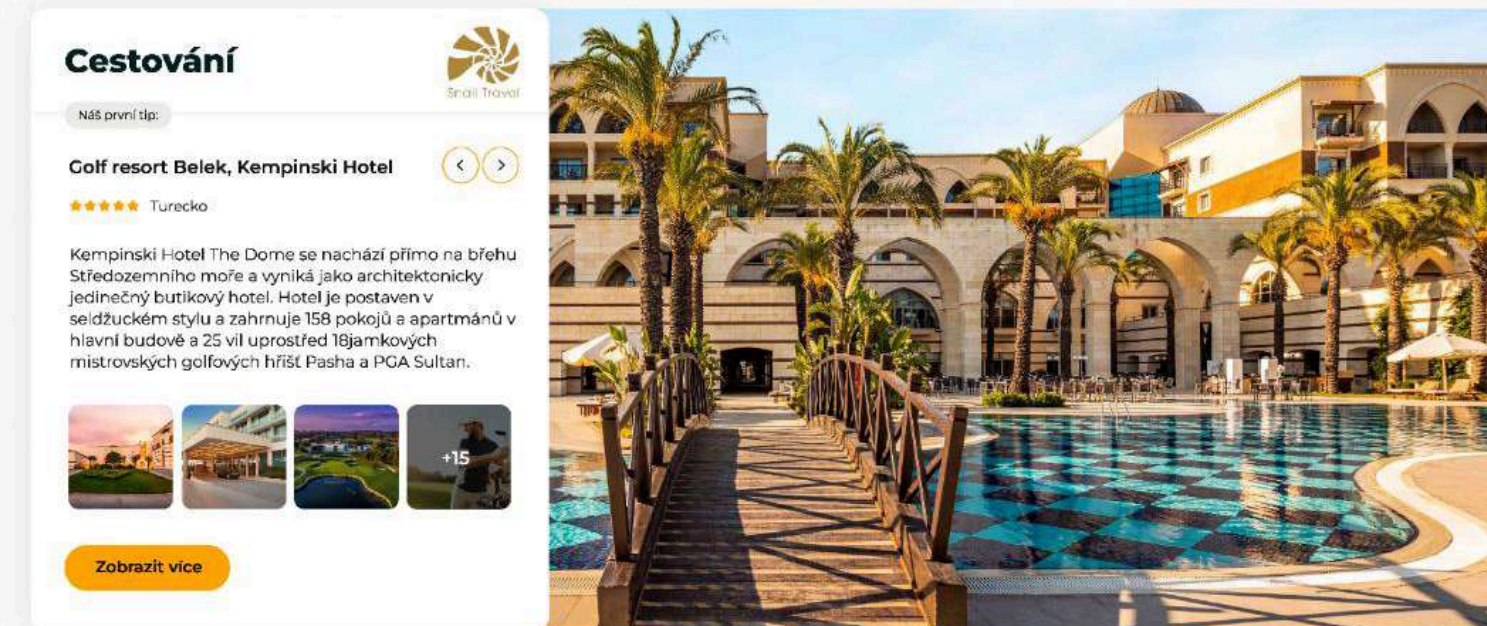 Cestování
Snail Travel
Náš první tip:
Golf resort Belek, Kempinski Hotel
Turecko
Kempinski Hotel The Dome se nachází přímo na břehu
Středozemního moře a vyniká jako architektonicky
jedinečný butikový hotel. Hotel je postaven v
seldžuckém stylu a zahrnuje 158 pokojů a apartmánů v
hlavní budově a 25 vil uprostřed 18jamkových
mistrovských golfových hřišť Pasha a PGA Sultan.
+15
Zobrazit více